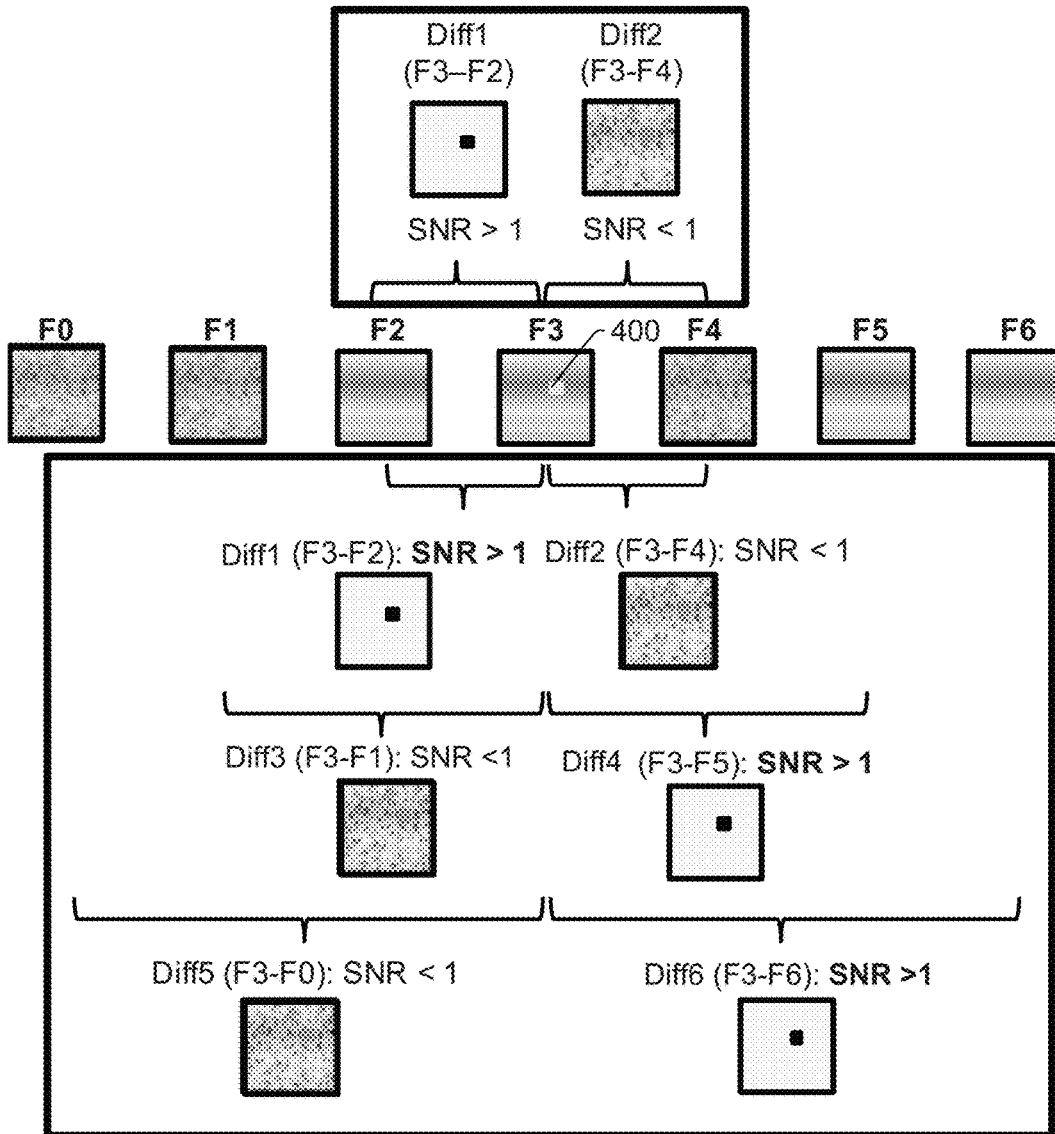 Diff1 Diff2
(F3–F2) (F3-F4)
SNR > 1 SNR < 1
F0 F1 F2 F3 400 F4 F5 F6
Diff1 (F3-F2): SNR > 1 Diff2 (F3-F4): SNR < 1
Diff3 (F3-F1): SNR <1 Diff4 (F3-F5): SNR > 1
Diff5 (F3-F0): SNR < 1 Diff6 (F3-F6): SNR >1